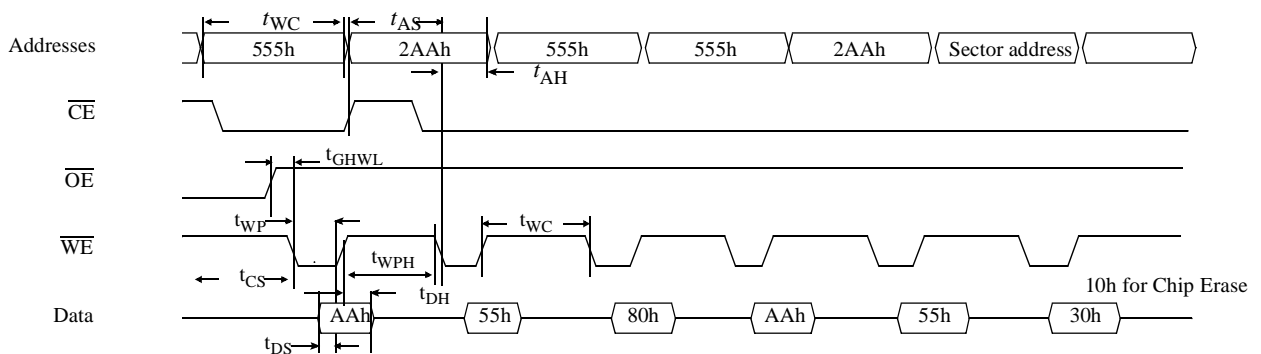 tWC tAS
Addresses 555h 2AAh 555h 555h 2AAh Sector address
tAH
CE
tGHWL
OE
tWP tWC
WE
tWPH
tCS
tDH 10h for Chip Erase
Data AAh 55h 80h AAh 55h 30h
tDS